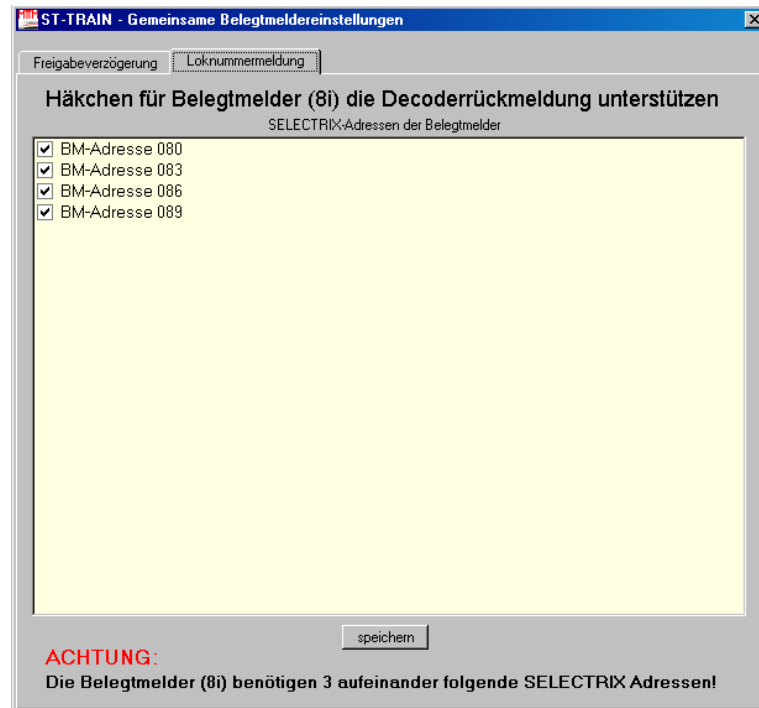 ST-TRAIN - Gemeinsame Belegtmeldereinstellungen
Freigabeverzögerung Loknummermeldung
Häkchen für Belegtmelder (8i) die Decoderrückmeldung unterstützen
SELECTRIX-Adressen der Belegtmelder
BM-Adresse 080
BM-Adresse 083
BM-Adresse 086
BM-Adresse 089
speichern
ACHTUNG:
Die Belegtmelder (8i) benötigen 3 aufeinander folgende SELECTRIX Adressen!